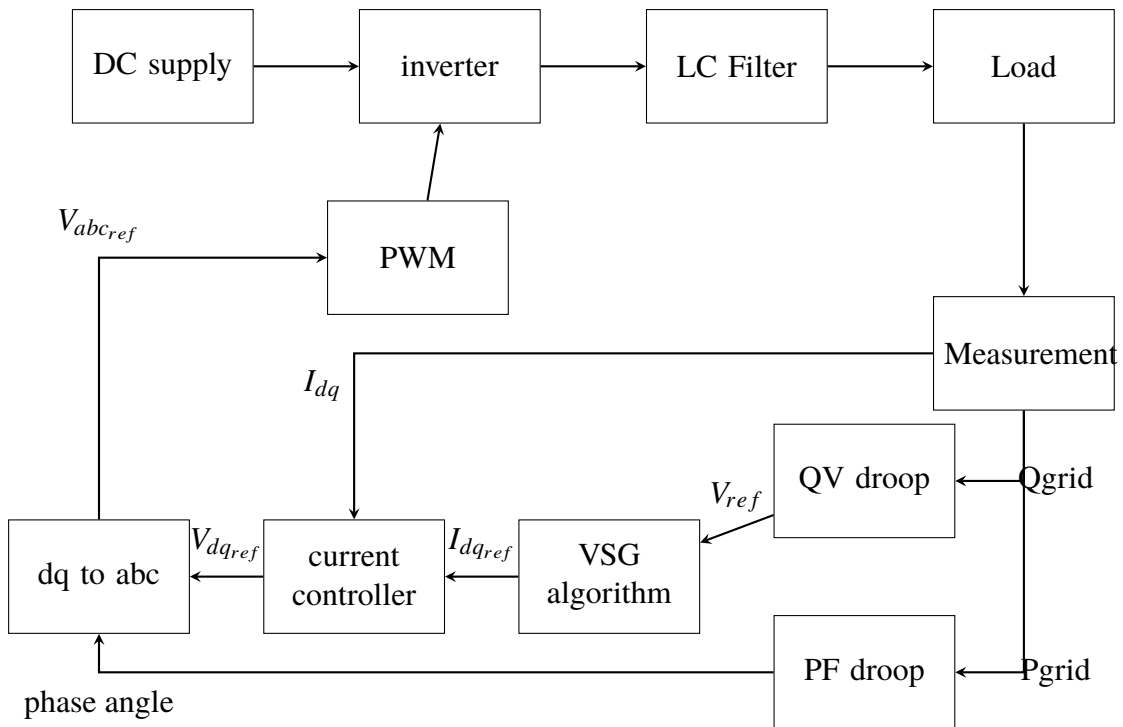 DC supply
inverter
LC Filter
Load
V_{abc_{ref}}
PWM
Measurement
I_{dq}
QV droop
Qgrid
V_{ref}
dq to abc
V_{dq_{ref}}
current
controller
I_{dq_{ref}}
VSG
algorithm
PF droop
Pgrid
phase angle